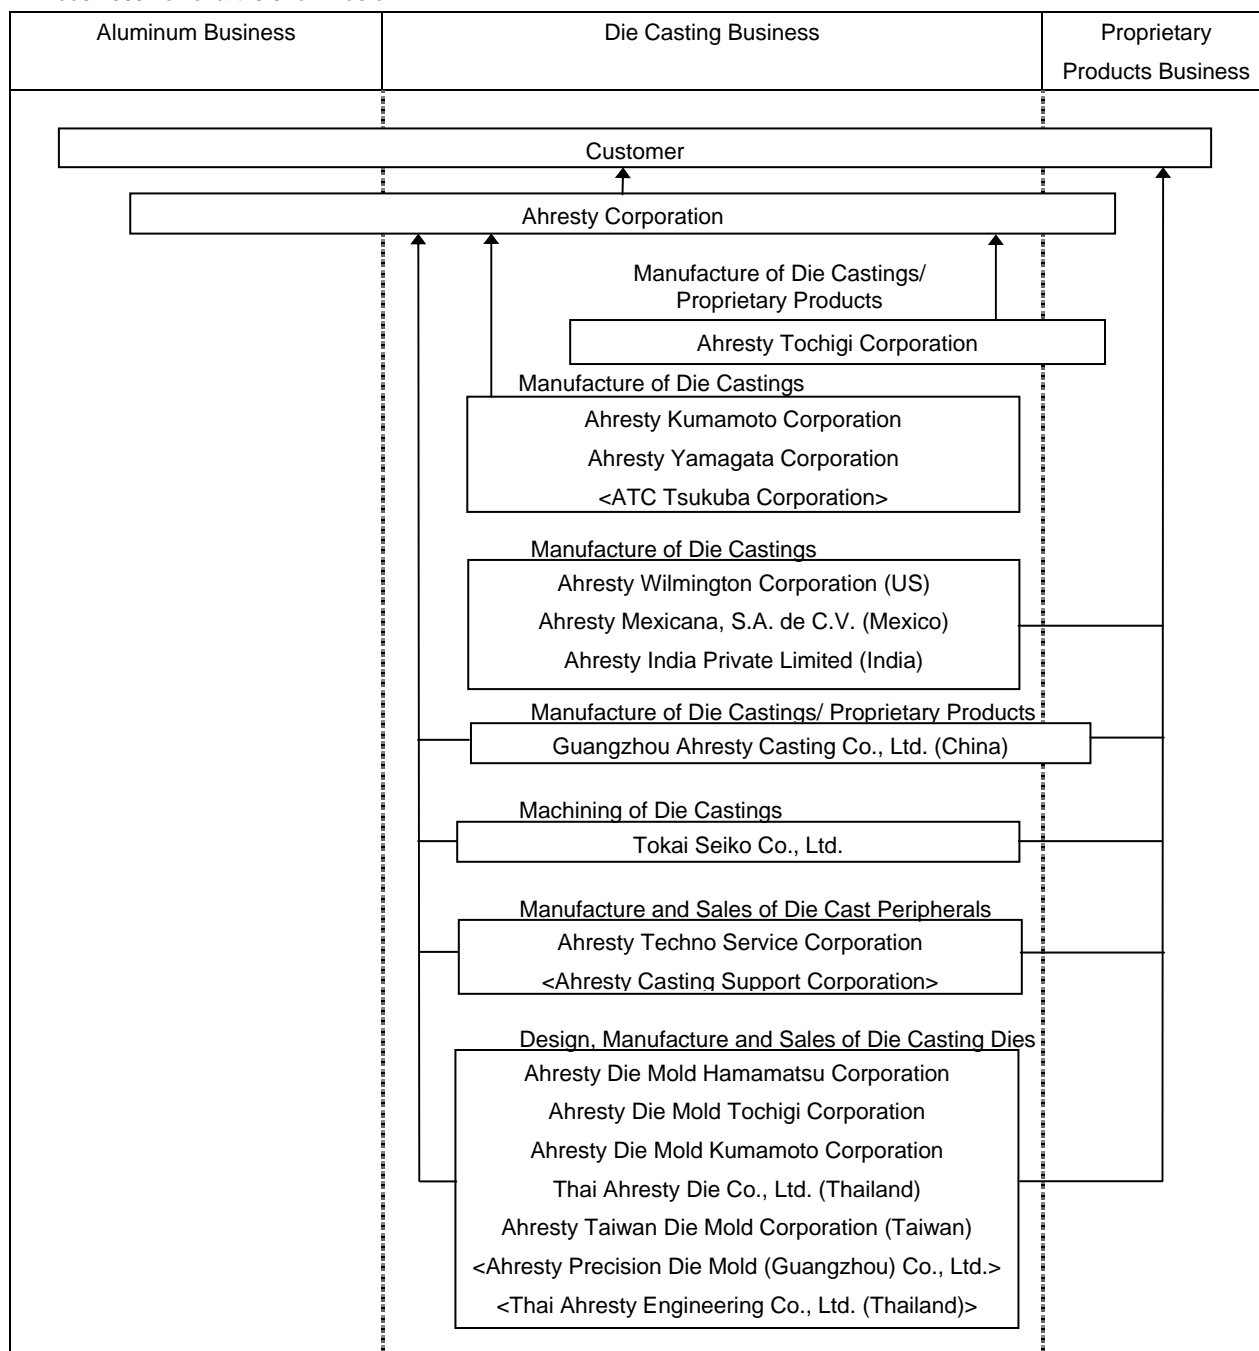 Aluminum Business
Die Casting Business
Proprietary
Products Business
Customer
Ahresty Corporation
Manufacture of Die Castings/
Proprietary Products
Ahresty Tochigi Corporation
Manufacture of Die Castings
Ahresty Kumamoto Corporation
Ahresty Yamagata Corporation
<ATC Tsukuba Corporation>
Manufacture of Die Castings
Ahresty Wilmington Corporation (US)
Ahresty Mexicana, S.A. de C.V. (Mexico)
Ahresty India Private Limited (India)
Manufacture of Die Castings/ Proprietary Products
Guangzhou Ahresty Casting Co., Ltd. (China)
Machining of Die Castings
Tokai Seiko Co., Ltd.
Manufacture and Sales of Die Cast Peripherals
Ahresty Techno Service Corporation
<Ahresty Casting Support Corporation>
Design, Manufacture and Sales of Die Casting Dies
Ahresty Die Mold Hamamatsu Corporation
Ahresty Die Mold Tochigi Corporation
Ahresty Die Mold Kumamoto Corporation
Thai Ahresty Die Co., Ltd. (Thailand)
Ahresty Taiwan Die Mold Corporation (Taiwan)
<Ahresty Precision Die Mold (Guangzhou) Co., Ltd.>
<Thai Ahresty Engineering Co., Ltd. (Thailand)>